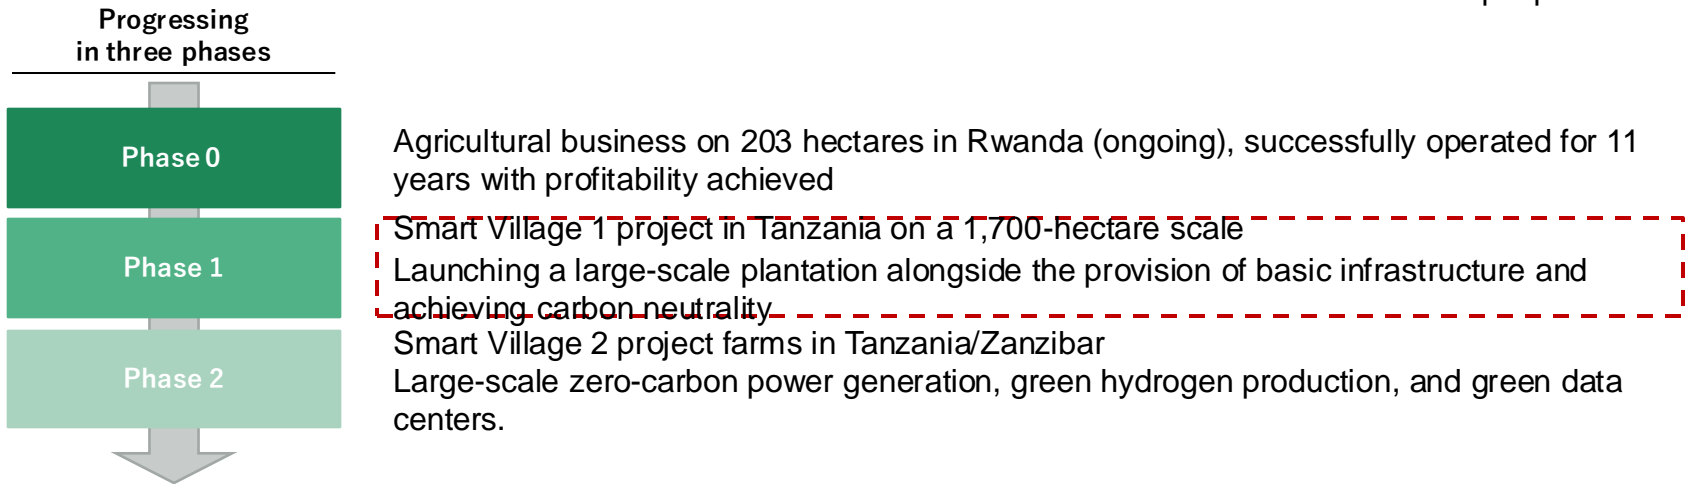 Progressing
in three phases
Phase 0
Agricultural business on 203 hectares in Rwanda (ongoing), successfully operated for 11
years with profitability achieved
Phase 1
Smart Village 1 project in Tanzania on a 1,700-hectare scale
Launching a large-scale plantation alongside the provision of basic infrastructure and
achieving carbon neutrality
Phase 2
Smart Village 2 project farms in Tanzania/Zanzibar
Large-scale zero-carbon power generation, green hydrogen production, and green data
centers.